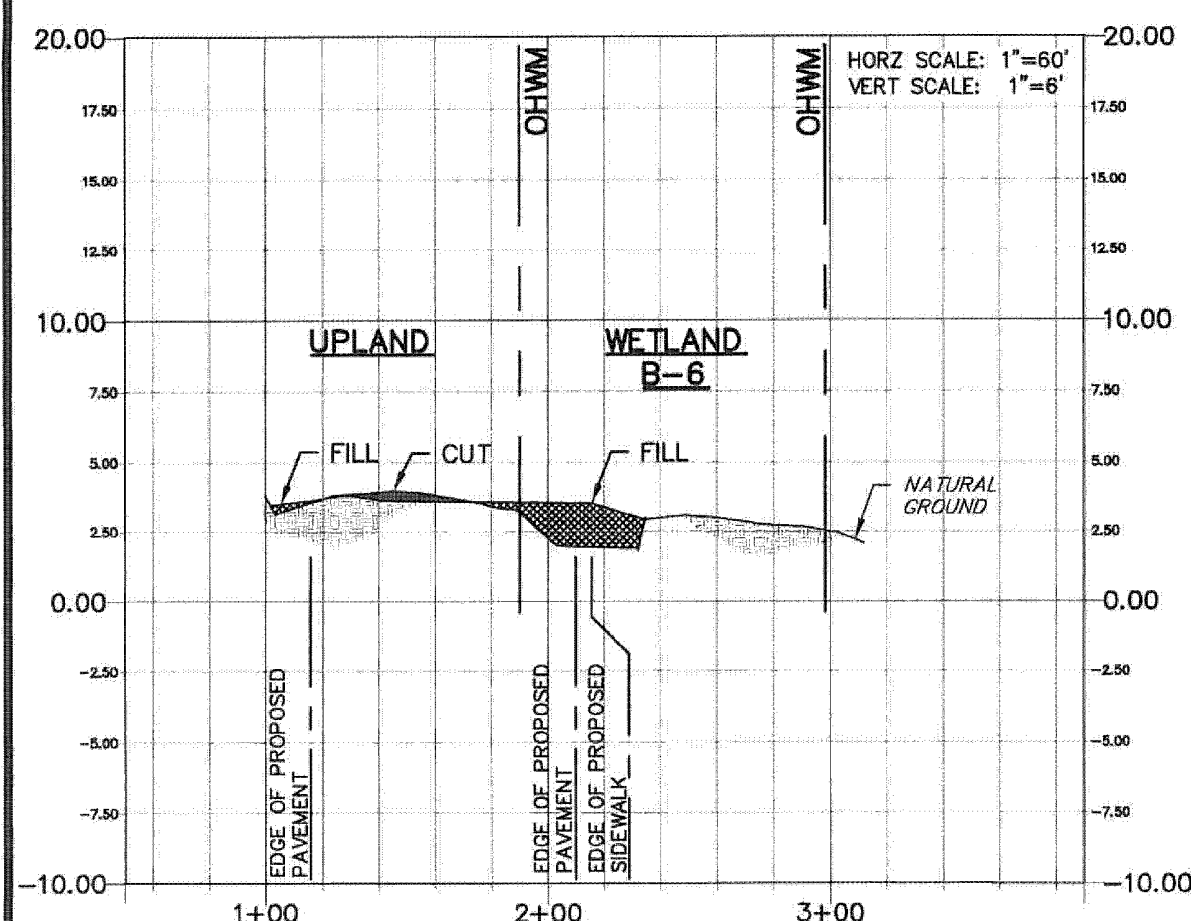 20.00
17.50
15.00
12.50
10.00
7.50
5.00
2.50
0.00
-2.50
-5.00
-7.50
-10.00
OHWM
OHWM
HORZ SCALE: 1"=60'
VERT SCALE: 1"=6'
UPLAND
WETLAND
B-6
FILL
CUT
FILL
NATURAL
GROUND
EDGE OF PROPOSED
PAVEMENT
EDGE OF PROPOSED
PAVEMENT
EDGE OF PROPOSED
SIDEWALK
20.00
17.50
15.00
12.50
10.00
7.50
5.00
2.50
0.00
-2.50
-5.00
-7.50
-10.00
1+00
2+00
3+00